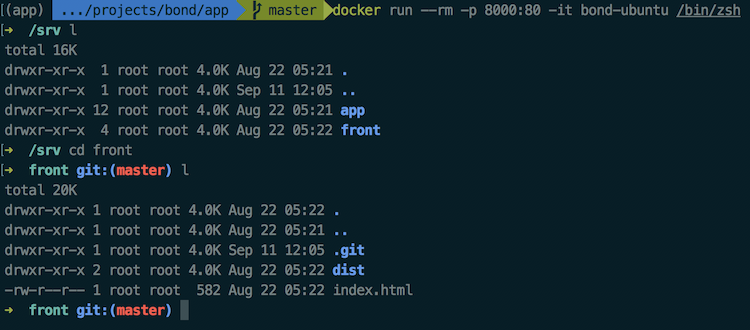 (app) .../projects/bond/app master docker run --rm -p 8000:80 -it bond-ubuntu /bin/zsh
→ /srv l
total 16K
drwxr-xr-x 1 root root 4.0K Aug 22 05:21 .
drwxr-xr-x 1 root root 4.0K Sep 11 12:05 ..
drwxr-xr-x 12 root root 4.0K Aug 22 05:21 app
drwxr-xr-x 4 root root 4.0K Aug 22 05:22 front
→ /srv cd front
→ front git:(master) l
total 20K
drwxr-xr-x 1 root root 4.0K Aug 22 05:22 .
drwxr-xr-x 1 root root 4.0K Aug 22 05:21 ..
drwxr-xr-x 1 root root 4.0K Sep 11 12:05 .git
drwxr-xr-x 2 root root 4.0K Aug 22 05:22 dist
-rw-r--r-- 1 root root 582 Aug 22 05:22 index.html
→ front git:(master)